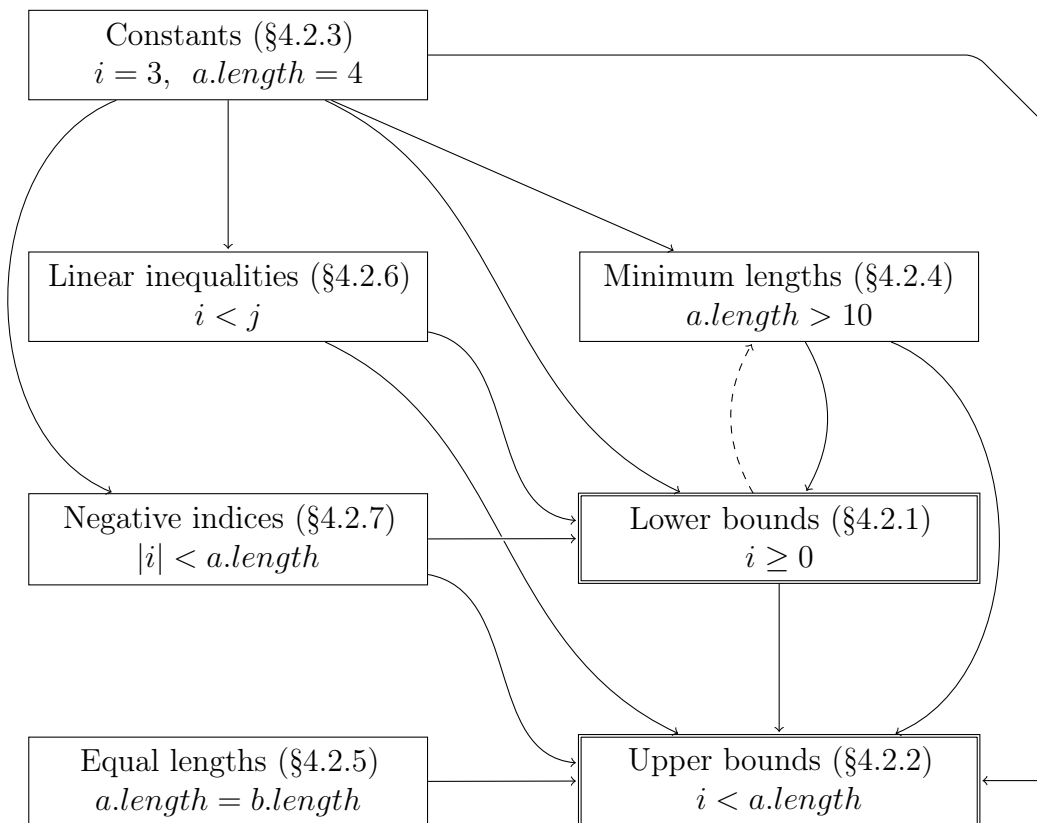 Constants (§4.2.3)
i = 3, a.length = 4
Linear inequalities (§4.2.6)
i < j
Minimum lengths (§4.2.4)
a.length > 10
Negative indices (§4.2.7)
|i| < a.length
Lower bounds (§4.2.1)
i ≥ 0
Equal lengths (§4.2.5)
a.length = b.length
Upper bounds (§4.2.2)
i < a.length